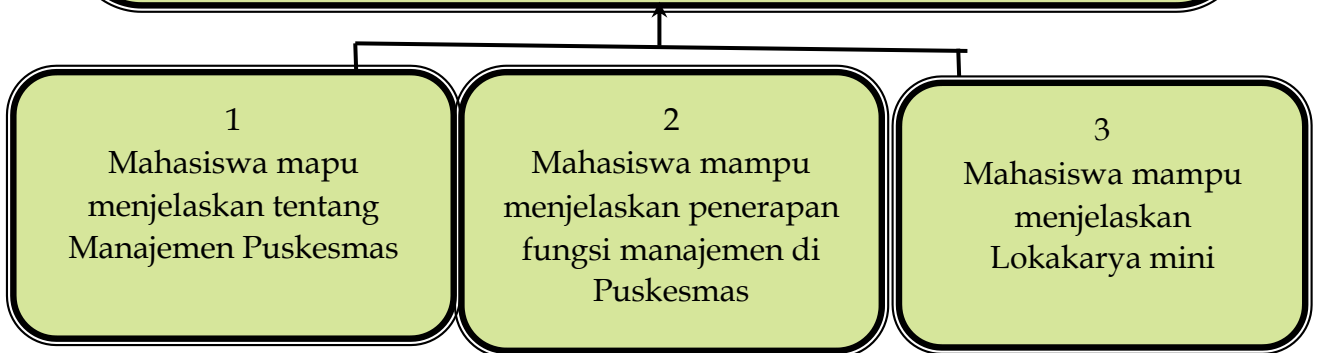 1
Mahasiswa mapu
menjelaskan tentang
Manajemen Puskesmas
2
Mahasiswa mampu
menjelaskan penerapan
fungsi manajemen di
Puskesmas
3
Mahasiswa mampu
menjelaskan
Lokakarya mini